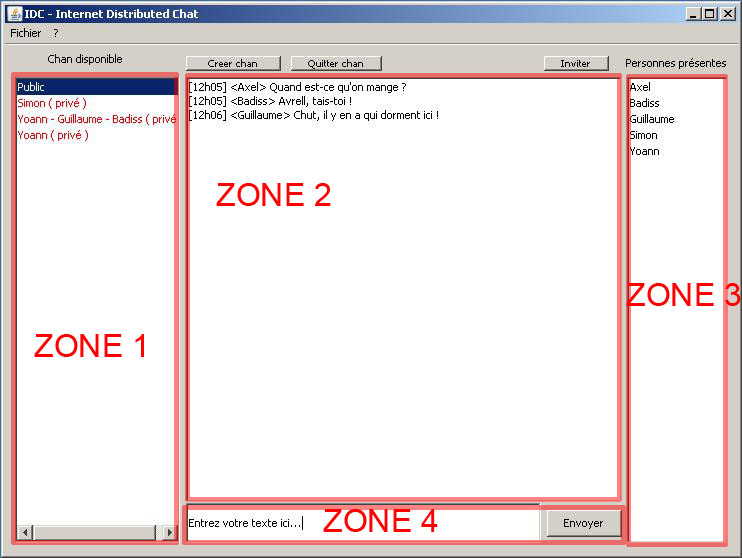 IDC - Internet Distributed Chat
Fichier ?
Chan disponible
Creer chan
Quitter chan
Inviter
Personnes présentes
Public
Simon ( privé )
Yoann - Guillaume - Badiss ( privé
Yoann ( privé )
ZONE 1
[12h05] <Axel> Quand est-ce qu'on mange ?
[12h05] <Badiss> Avrell, tais-toi !
[12h06] <Guillaume> Chut, il y en a qui dorment ici !
ZONE 2
Axel
Badiss
Guillaume
Simon
Yoann
ZONE 3
Entrez votre texte ici...
ZONE 4
Envoyer